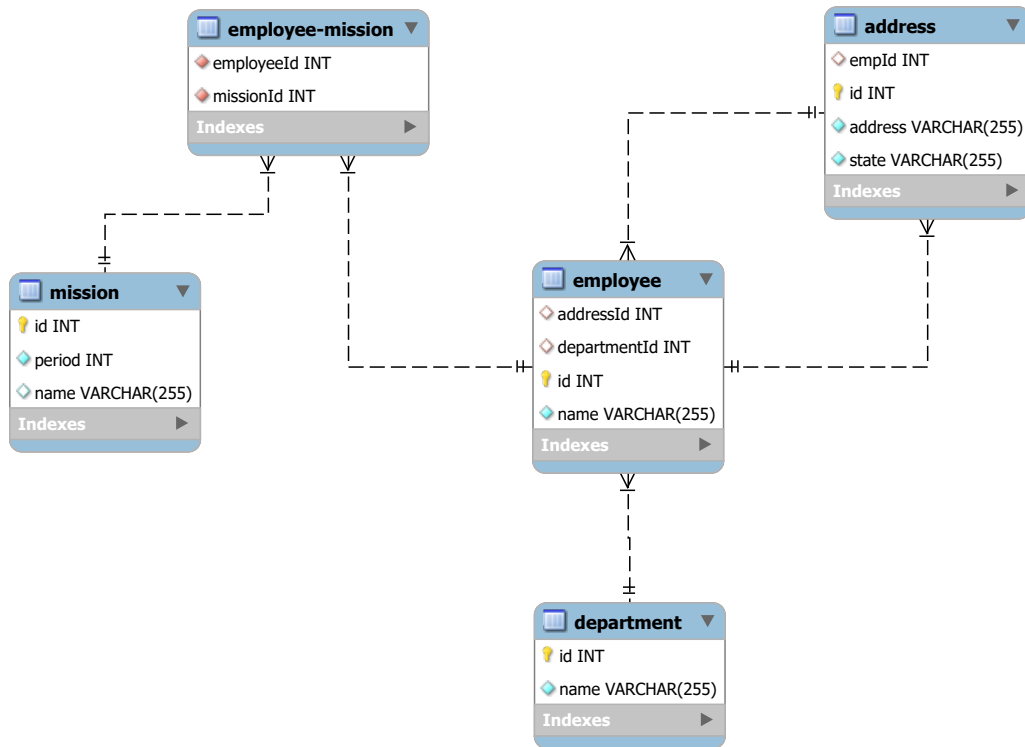 employee-mission
employeeId INT
missionId INT
Indexes
address
empId INT
id INT
address VARCHAR(255)
state VARCHAR(255)
Indexes
mission
id INT
period INT
name VARCHAR(255)
Indexes
employee
addressId INT
departmentId INT
id INT
name VARCHAR(255)
Indexes
department
id INT
name VARCHAR(255)
Indexes